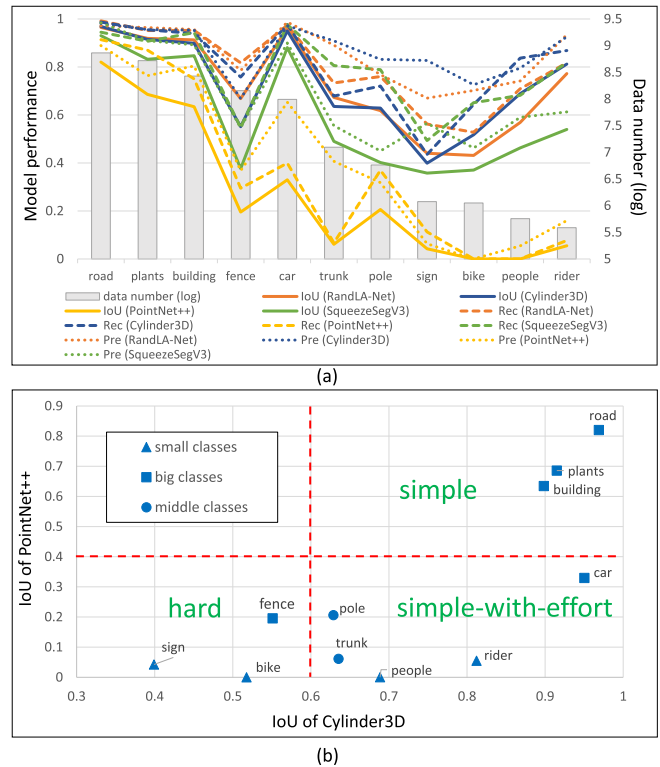 1
0.8
0.6
0.4
0.2
0
Model performance
9.5
9
8.5
8
7.5
7
6.5
6
5.5
5
Data number (log)
road plants building fence car trunk pole sign bike people rider
data number (log) IoU (RandLA-Net) IoU (Cylinder3D)
IoU (PointNet++) IoU (SqueezeSegV3) Rec (RandLA-Net)
Rec (Cylinder3D) Rec (PointNet++) Rec (SqueezeSegV3)
Pre (RandLA-Net) Pre (Cylinder3D) Pre (PointNet++)
Pre (SqueezeSegV3)
(a)
0.9
0.8
0.7
0.6
0.5
0.4
0.3
0.2
0.1
0
IoU of PointNet++
small classes
big classes
middle classes
road
plants
building
simple
car
hard
simple-with-effort
fence
pole
sign
trunk
rider
bike
people
0.3 0.4 0.5 0.6 0.7 0.8 0.9 1
IoU of Cylinder3D
(b)